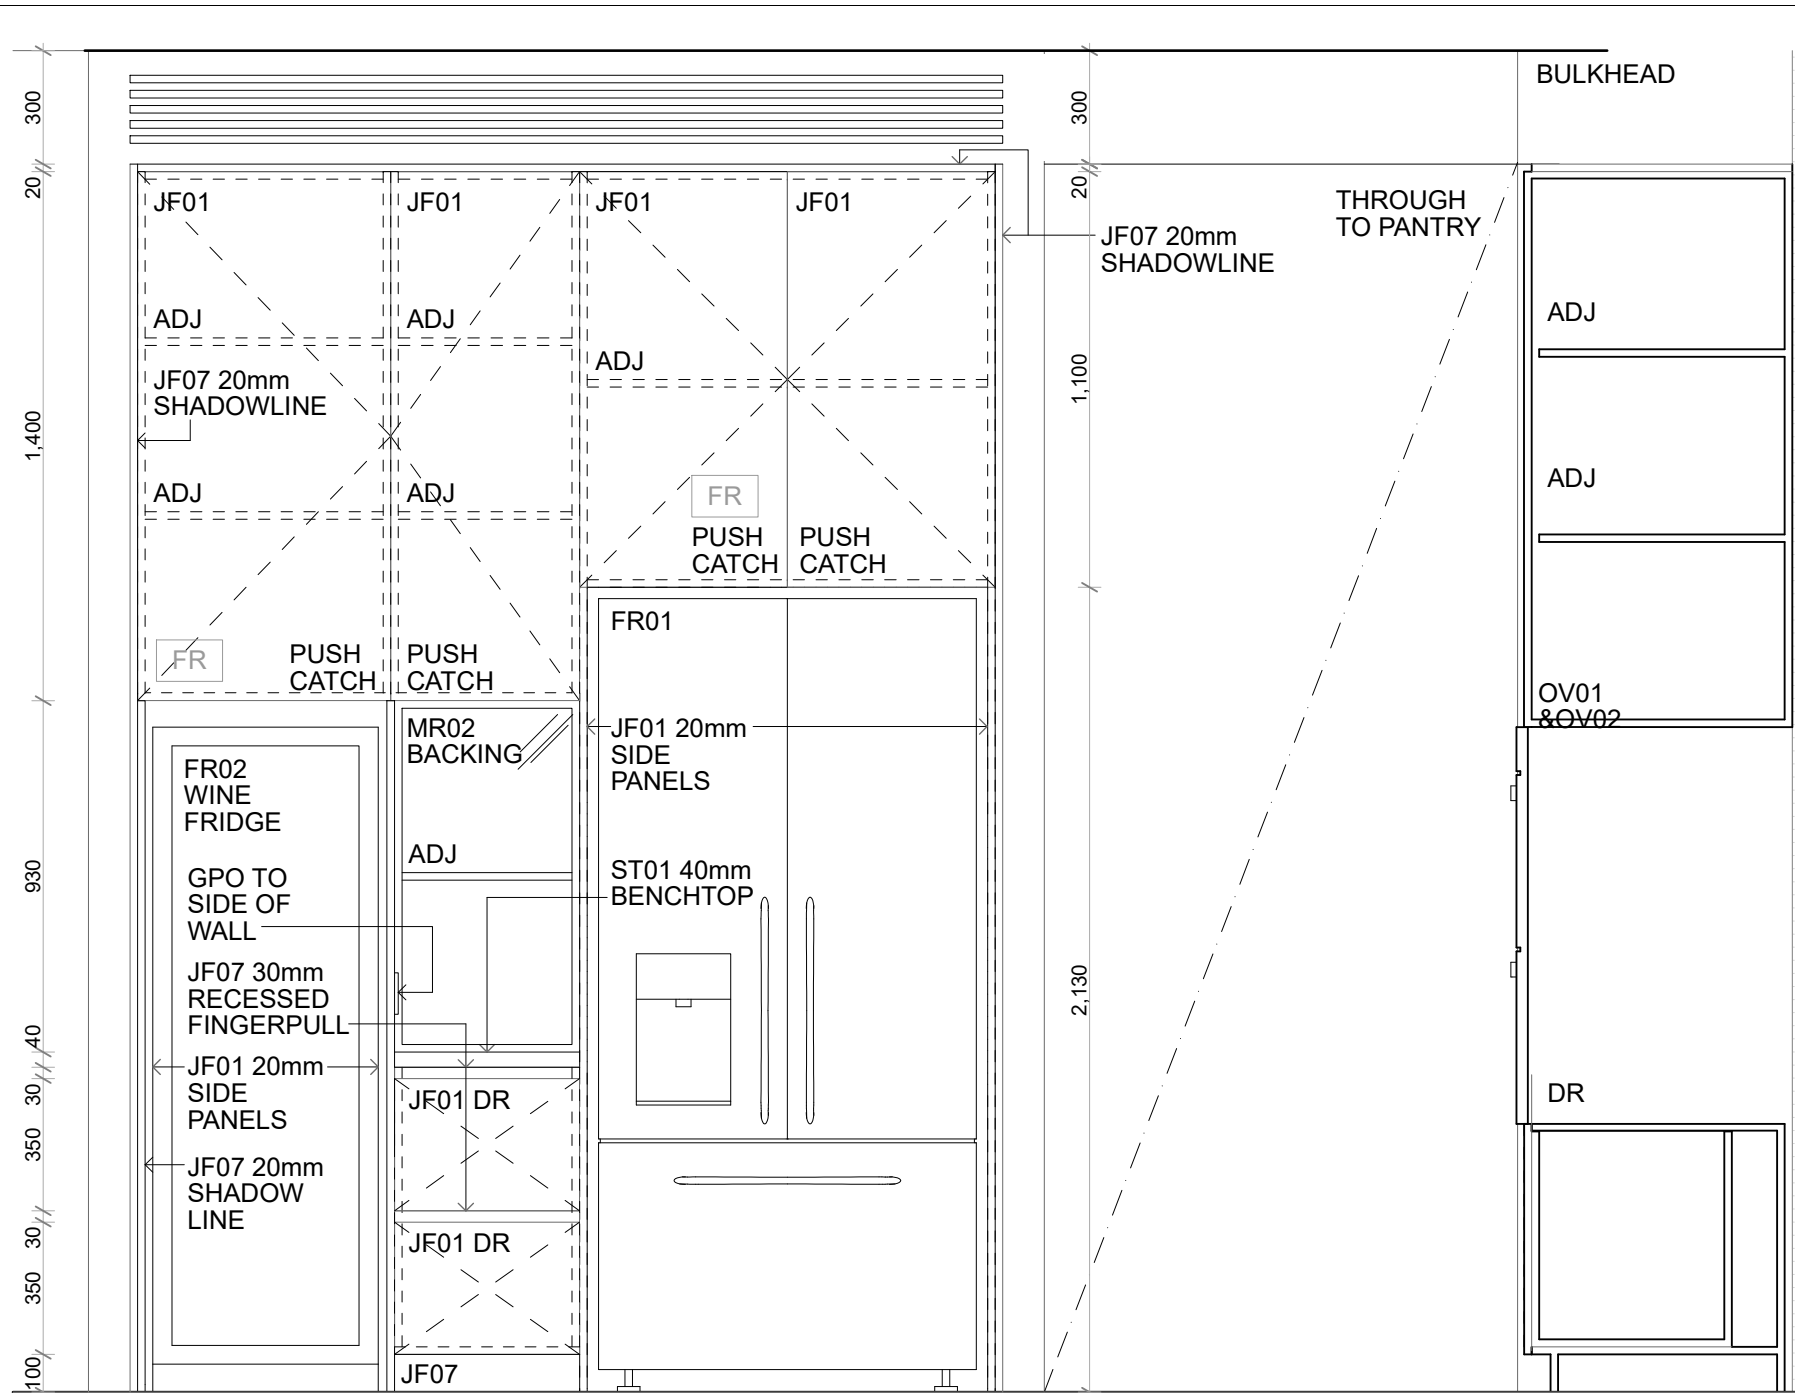 BULKHEAD
300
300
20
20
JF01
JF01
JF01
JF01
THROUGH
TO PANTRY
JF07 20mm
SHADOWLINE
ADJ
ADJ
ADJ
ADJ
JF07 20mm
SHADOWLINE
1,400
1,100
ADJ
ADJ
ADJ
FR
PUSH
CATCH
PUSH
CATCH
FR
PUSH
CATCH
PUSH
CATCH
FR01
OV01
&OV02
MR02
BACKING
JF01 20mm
SIDE
PANELS
FR02
WINE
FRIDGE
ADJ
930
GPO TO
SIDE OF
WALL
ST01 40mm
BENCHTOP
JF07 30mm
RECESSED
FINGERPULL
2,130
40
JF01 20mm
SIDE
PANELS
30
JF01 DR
DR
350
JF07 20mm
SHADOW
LINE
30
JF01 DR
350
100
JF07